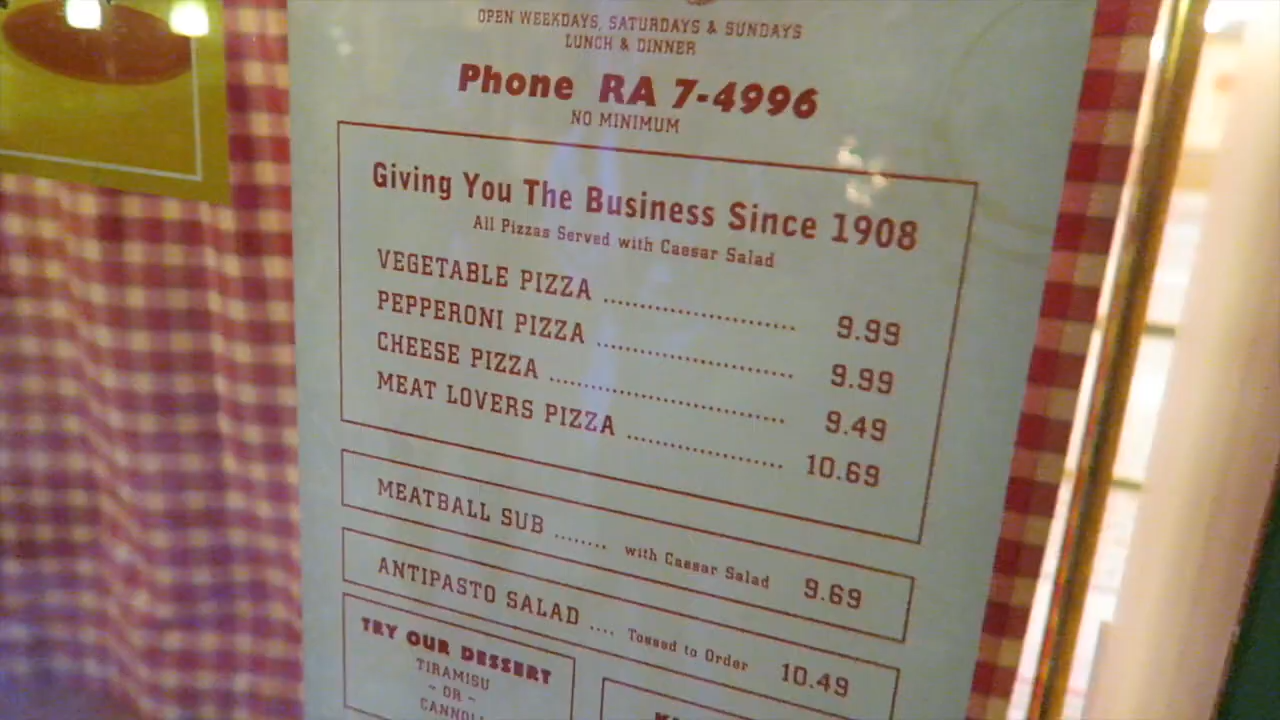 OPEN WEEKDAYS, SATURDAYS & SUNDAYS
LUNCH & DINNER
Phone RA 7-4996
NO MINIMUM
Giving You The Business Since 1908
All Pizzas Served with Caesar Salad
VEGETABLE PIZZA .................... 9.99
PEPPERONI PIZZA .................... 9.99
CHEESE PIZZA ........................ 9.49
MEAT LOVERS PIZZA ................ 10.69
MEATBALL SUB ........ with Caesar Salad 9.69
ANTIPASTO SALAD .... Tossed to Order 10.49
TRY OUR DESSERT
TIRAMISU
~ OR ~